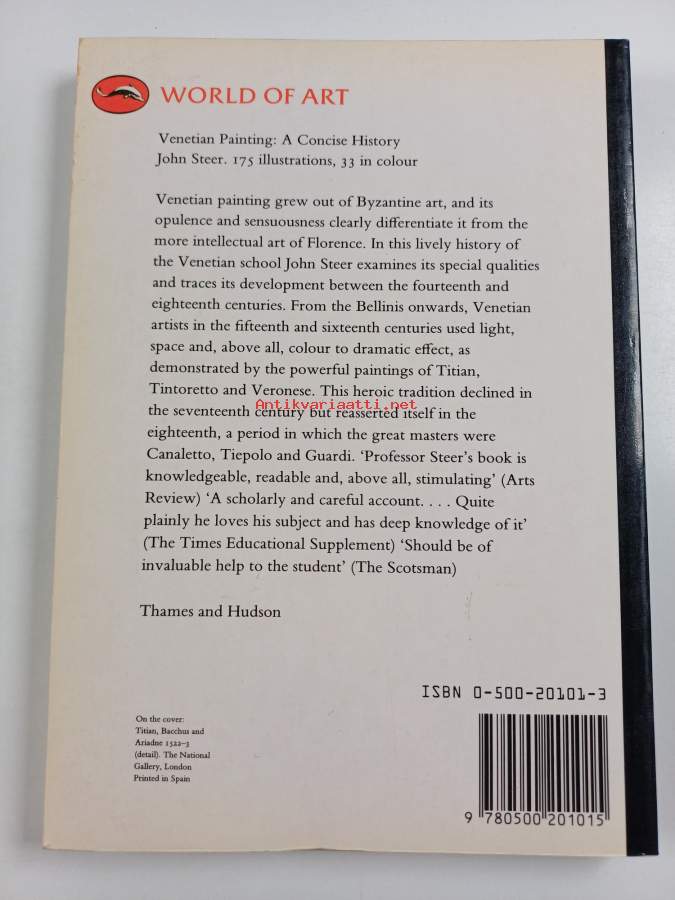 WORLD OF ART
Venetian Painting: A Concise History
John Steer. 175 illustrations, 33 in colour
Venetian painting grew out of Byzantine art, and its
opulence and sensuousness clearly differentiate it from the
more intellectual art of Florence. In this lively history of
the Venetian school John Steer examines its special qualities
and traces its development between the fourteenth and
eighteenth centuries. From the Bellinis onwards, Venetian
artists in the fifteenth and sixteenth centuries used light,
space and, above all, colour to dramatic effect, as
demonstrated by the powerful paintings of Titian,
Tintoretto and Veronese. This heroic tradition declined in
Antikvariaatti.net
the seventeenth century but reasserted itself in the
eighteenth, a period in which the great masters were
Canaletto, Tiepolo and Guardi. ‘Professor Steer’s book is
knowledgeable, readable and, above all, stimulating’ (Arts
Review) ‘A scholarly and careful account. . . . Quite
plainly he loves his subject and has deep knowledge of it’
(The Times Educational Supplement) ‘Should be of
invaluable help to the student’ (The Scotsman)
Thames and Hudson
ISBN 0-500-20101-3
On the cover:
Titian, Bacchus and
Ariadne 1522–3
(detail). The National
Gallery, London
Printed in Spain
9 780500 201015